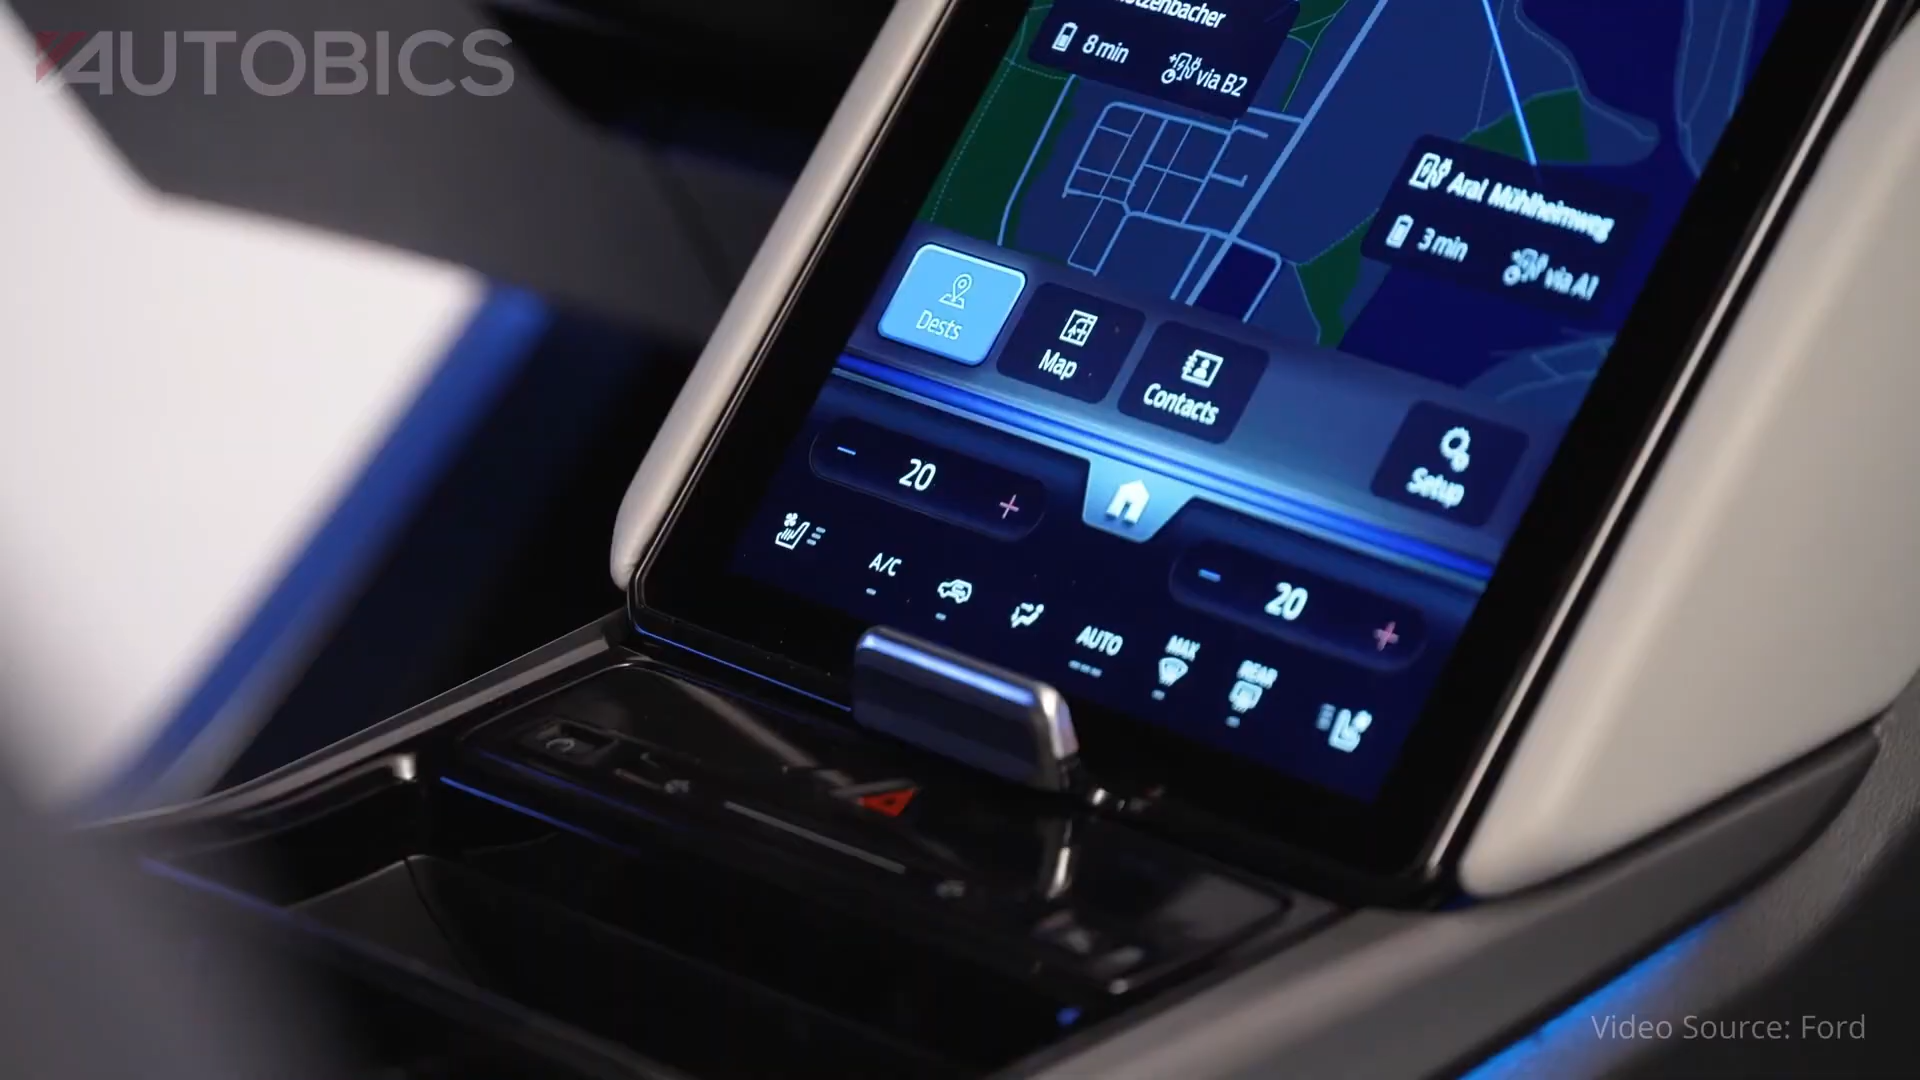 AUTOBICS
8 min
via B2
Aral Mühlheimweg
3 min
via A1
Dests
Map
Contacts
Setup
20
20
A/C
AUTO
MAX
REAR
Video Source: Ford